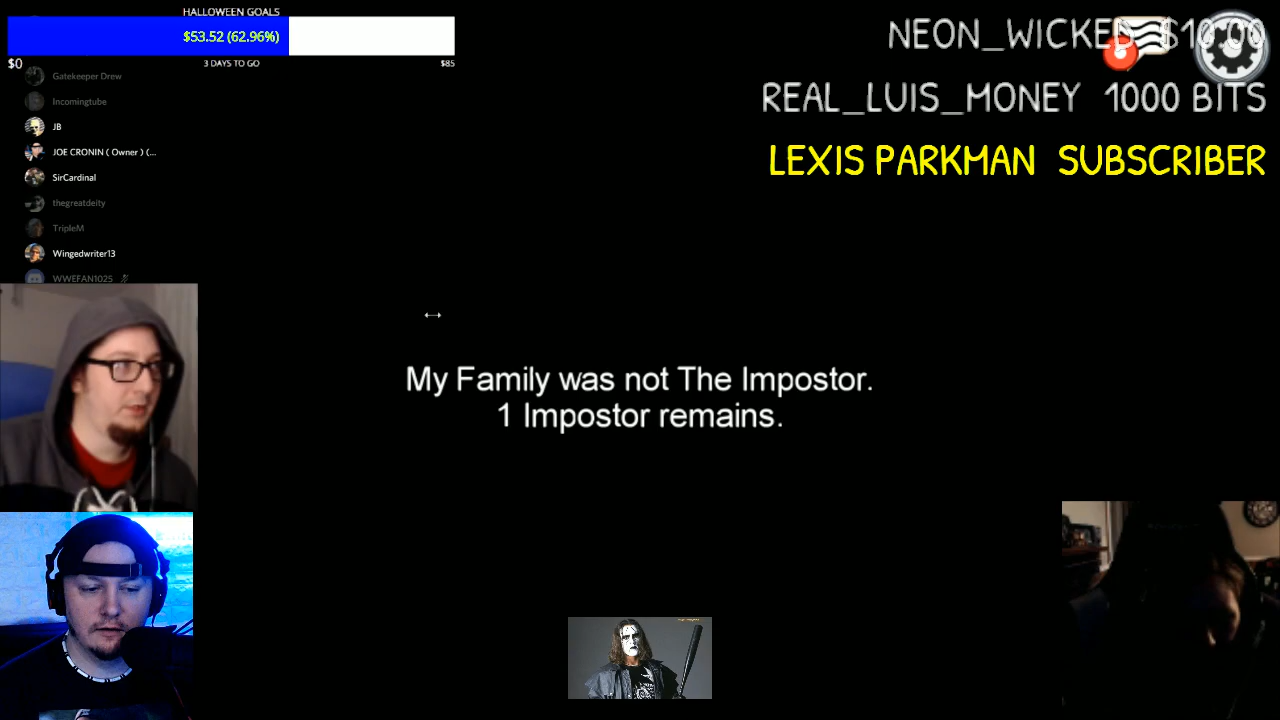 HALLOWEEN GOALS
$53.52 (62.96%)
$0
3 DAYS TO GO
$85
NEON_WICKED $10.00
REAL_LUIS_MONEY 1000 BITS
LEXIS PARKMAN SUBSCRIBER
Gatekeeper Drew
Incomingtube
JB
JOE CRONIN ( Owner ) (...
SirCardinal
thegreatdeity
TripleM
Wingedwriter13
WWEFAN1025
My Family was not The Impostor.
1 Impostor remains.